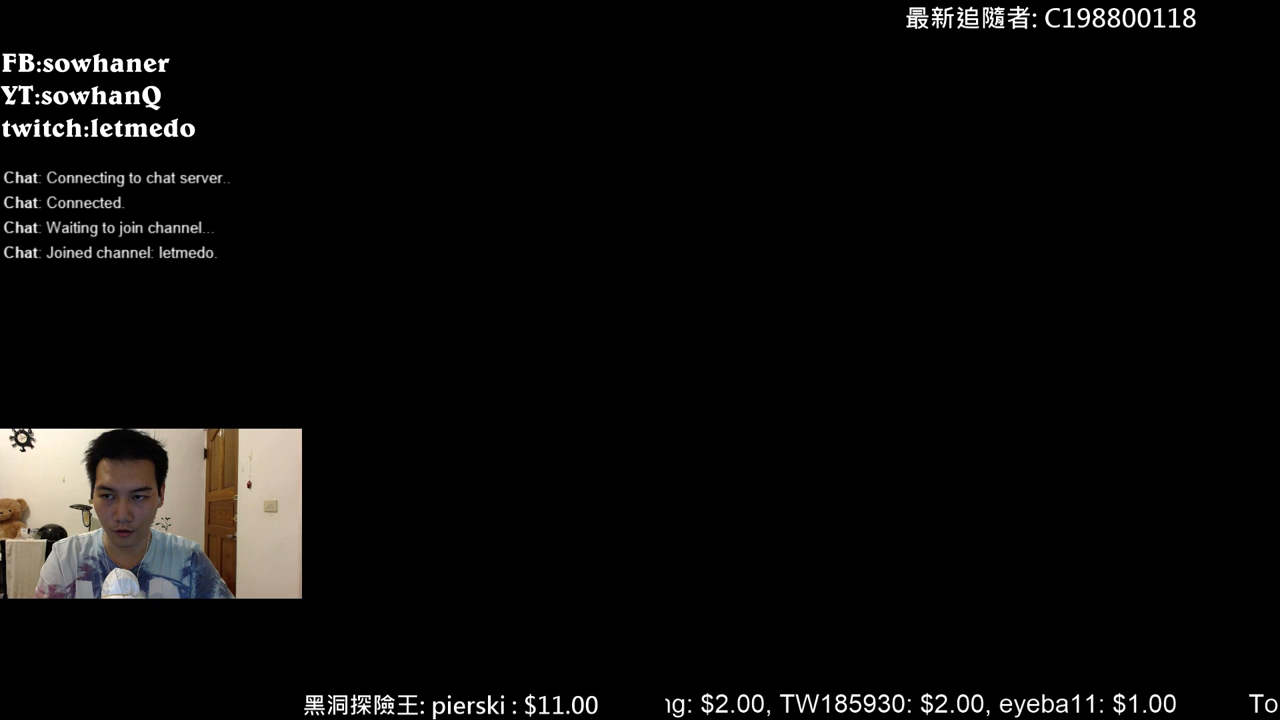 最新追隨者: C198800118
FB:sowhaner
YT:sowhanQ
twitch:letmedo
Chat: Connecting to chat server..
Chat: Connected.
Chat: Waiting to join channel...
Chat: Joined channel: letmedo.
黑洞探險王: pierski : $11.00
$2.00, TW185930: $2.00, eyeba11: $1.00